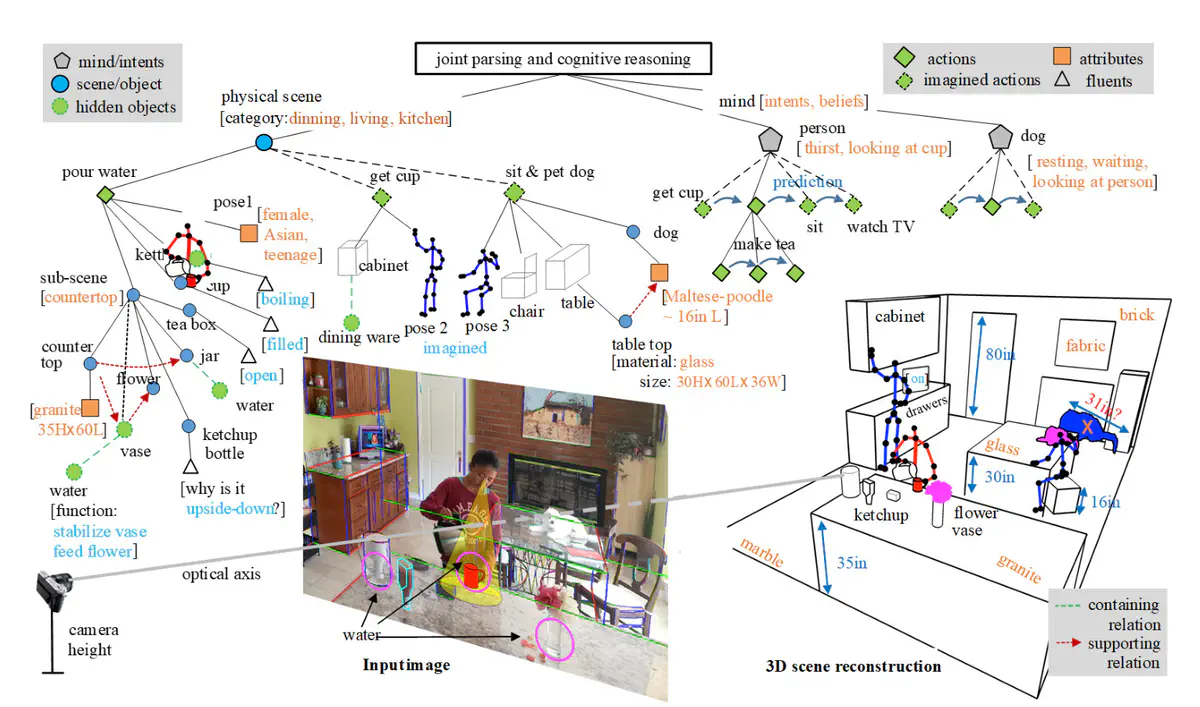 joint parsing and cognitive reasoning
mind/intents
scene/object
hidden objects
actions
imagined actions
attributes
fluents
physical scene
[category:dinning, living, kitchen]
mind [intents, beliefs]
person
[thirst, looking at cup]
dog
[resting, waiting,
looking at person]
pour water
get cup
sit & pet dog
get cup
prediction
sit
watch TV
make tea
pose1
[female,
Asian,
teenage]
kettl
cup
cabinet
dining ware
pose 2
pose 3
imagined
chair
table
dog
[Maltese-poodle
~ 16in L]
table top
[material: glass
size: 30Hx60Lx36W]
sub-scene
[countertop]
[boiling]
tea box
[filled]
counter
top
jar
[open]
flower
water
[granite
35Hx60L]
vase
ketchup
bottle
water
[function:
stabilize vase
feed flower]
[why is it
upside-down?]
optical axis
camera
height
water
Input image
cabinet
[on]
drawers
80in
brick
fabric
31in?
X
glass
30in
16in
ketchup
flower
vase
marble
35in
granite
3D scene reconstruction
containing
relation
supporting
relation